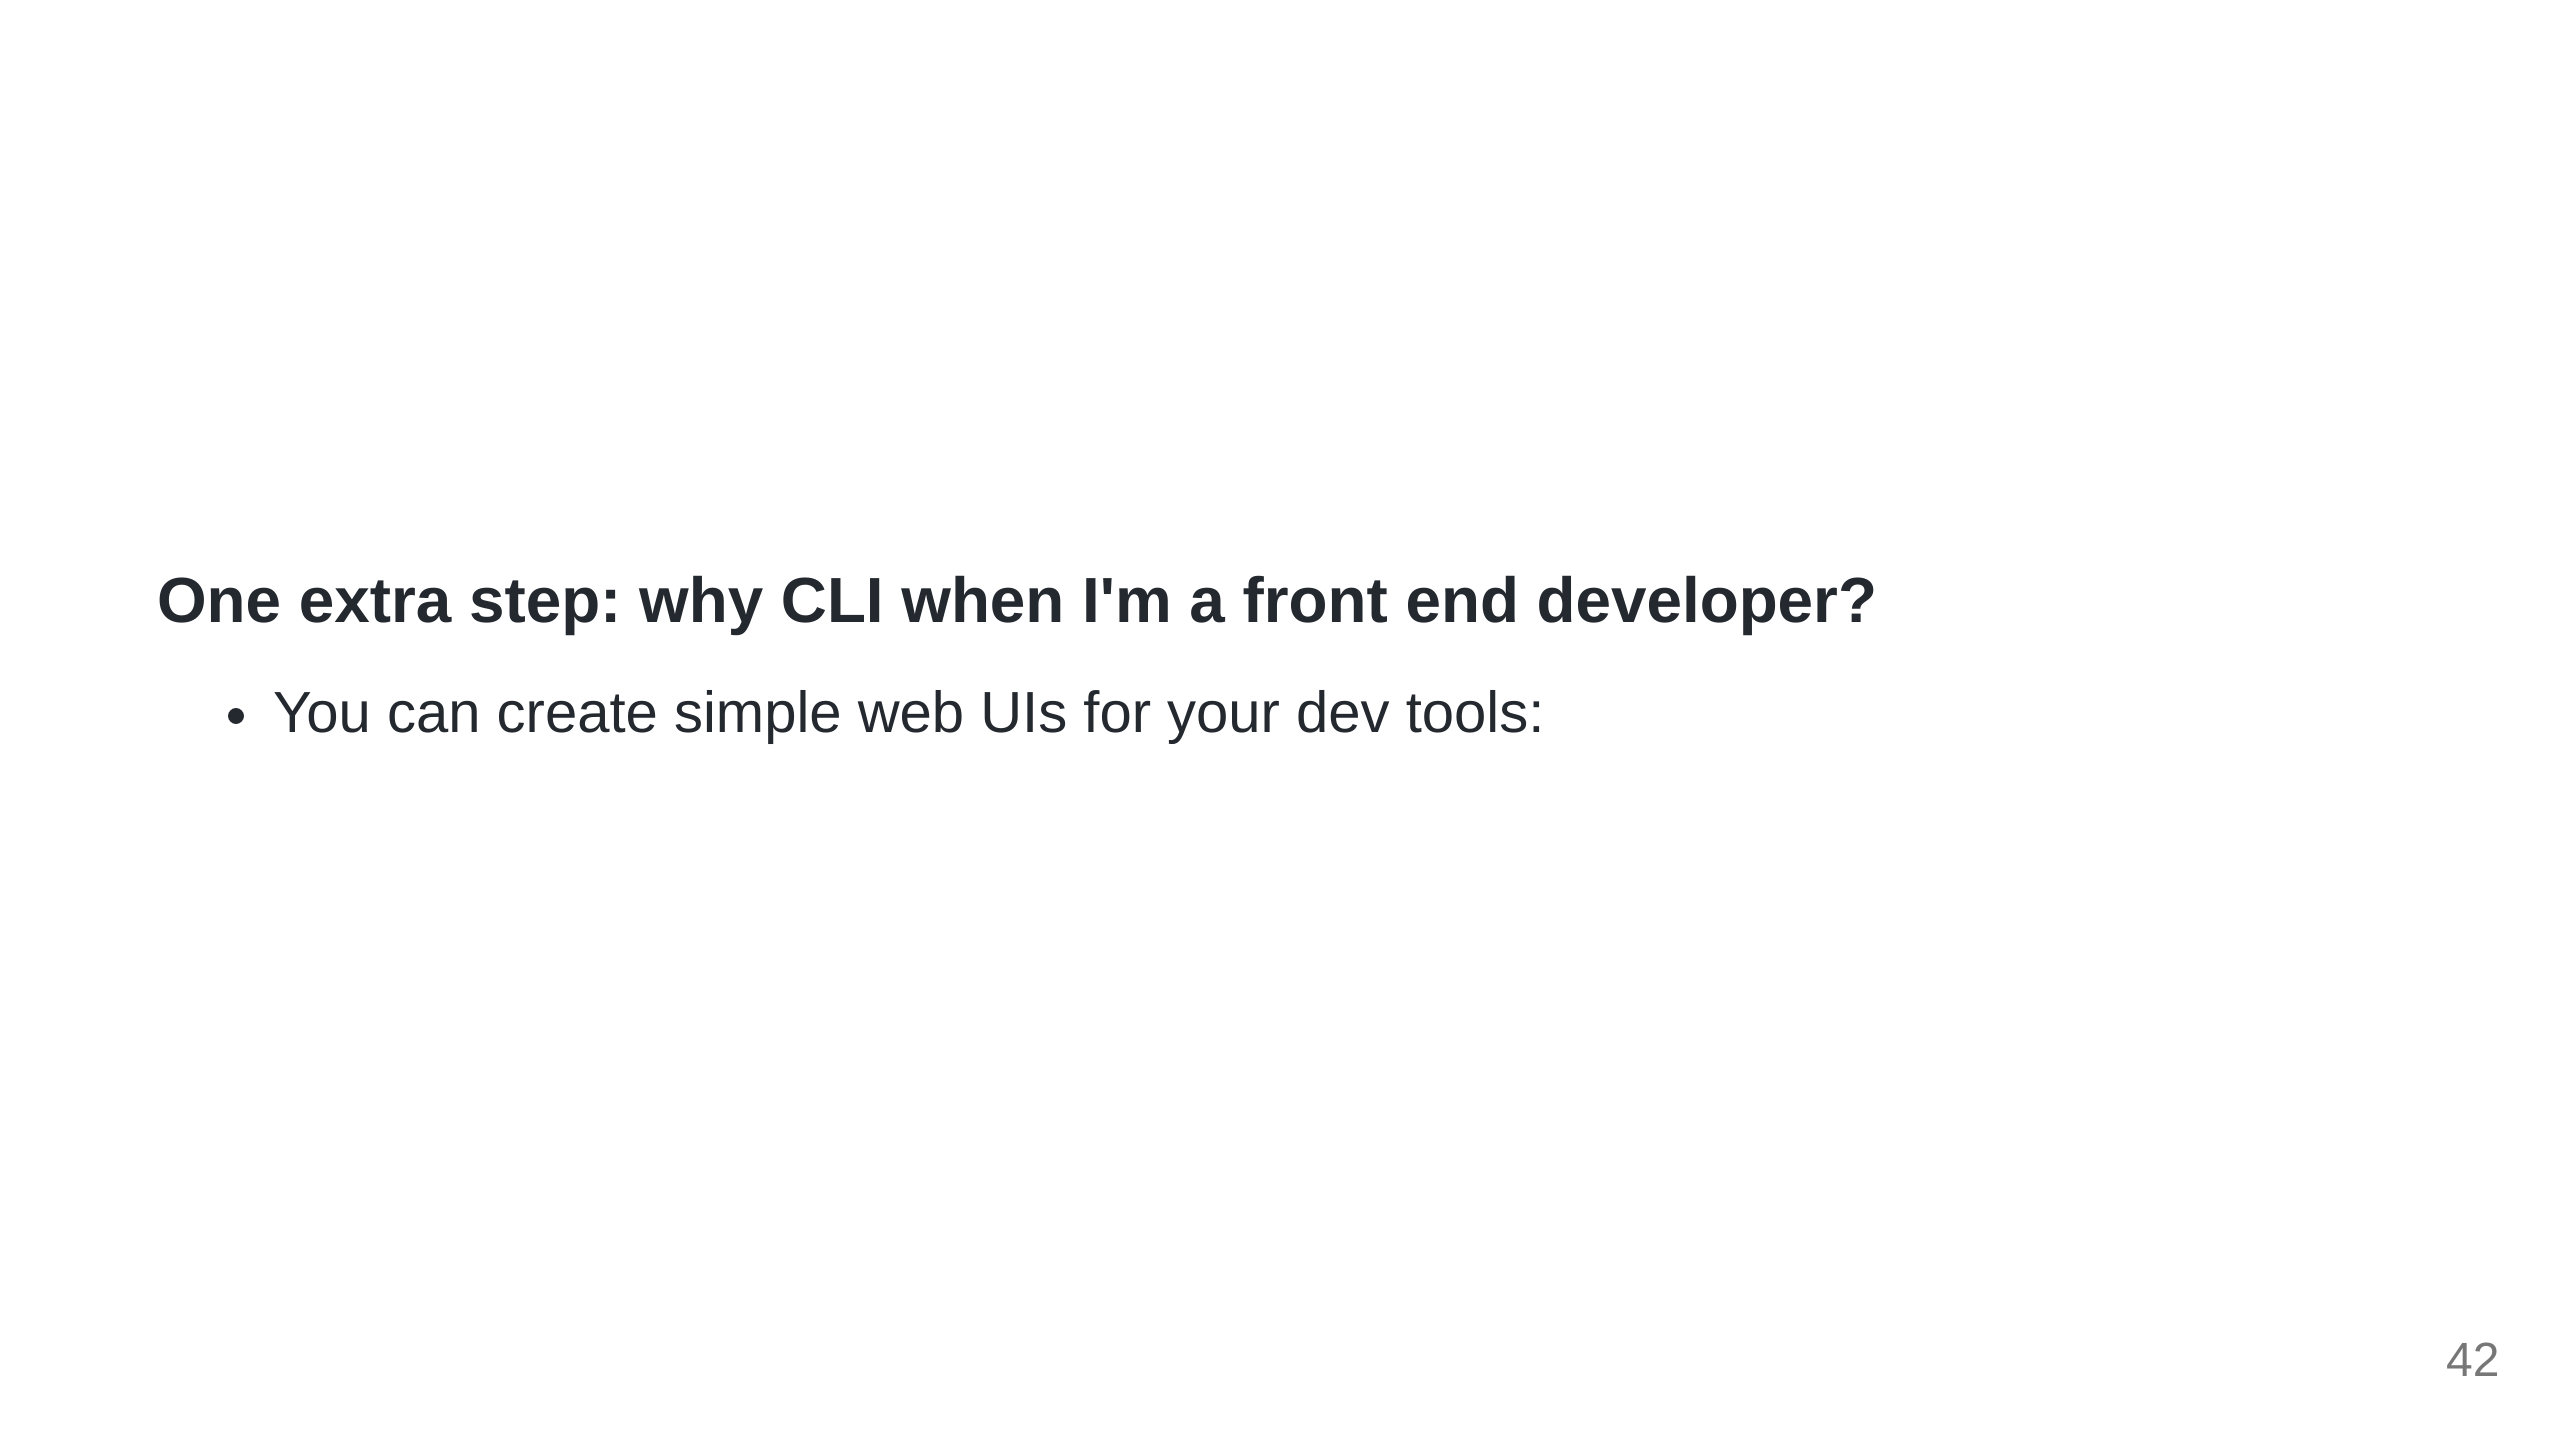 One extra step: why CLI when I'm a front end developer?
• You can create simple web UIs for your dev tools:
42